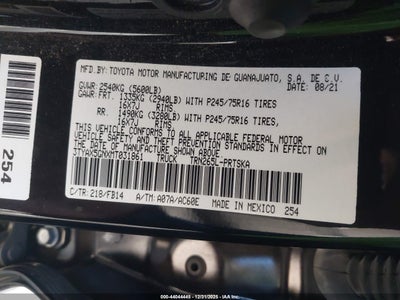 MFD.BY: TOYOTA MOTOR MANUFACTURING DE GUANAJUATO, S.A. DE C.V.
GVWR: 2540KG (5600LB) DATE: 08/21
GAWR: FRT. 1335KG (2940LB) WITH P245/75R16 TIRES
16X7J RIMS
RR. 1490KG (3280LB) WITH P245/75R16 TIRES,
16X7J RIMS
THIS VEHICLE CONFORMS TO ALL APPLICABLE FEDERAL MOTOR
VEHICLE SAFETY AND THEFT PREVENTION STANDARDS IN EFFECT ON THE
DATE OF MANUFACTURE SHOWN ABOVE.
3TYAX5GNXMT031061 TRUCK TRN265L-PRTSKA
C/TR: 218/FB14 A/TM: A07A/AC60E MADE IN MEXICO 254
254
000-44044445 - 12/31/2025 - IAA Inc.